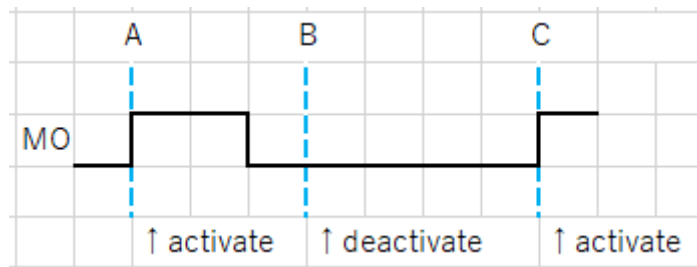 A B C
MO
↑ activate ↑ deactivate ↑ activate